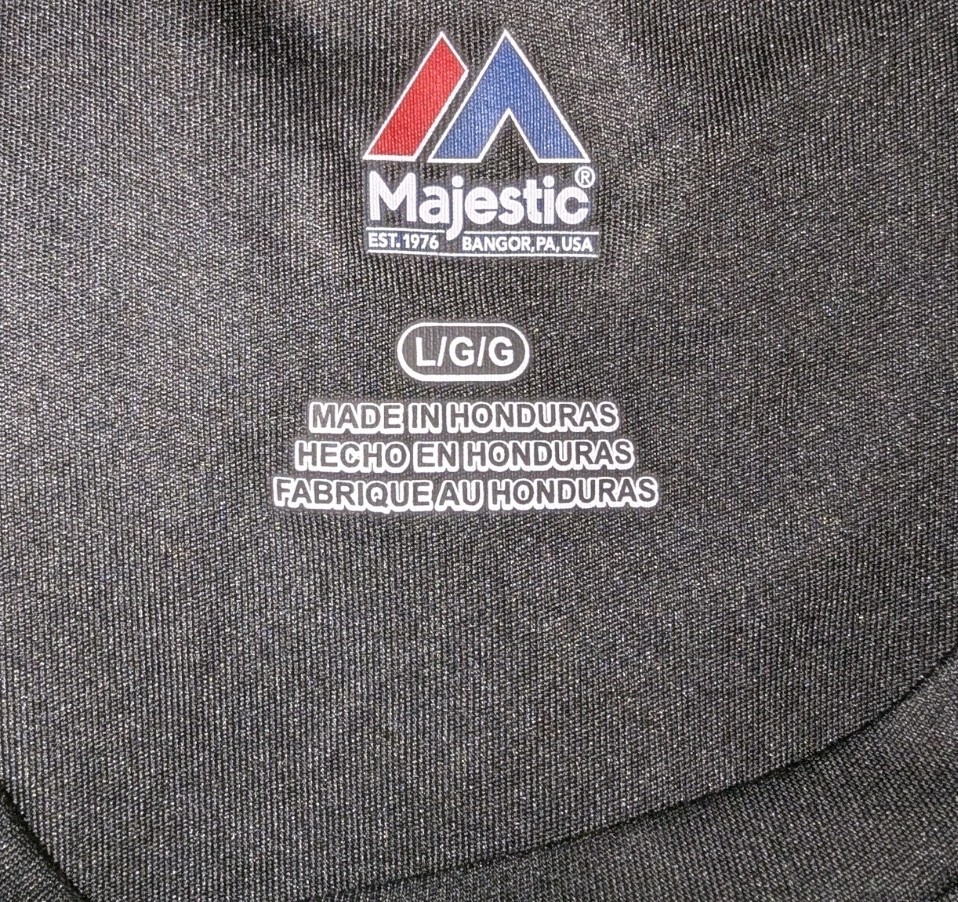 Majestic®
EST. 1976 BANGOR, PA, USA
L/G/G
MADE IN HONDURAS
HECHO EN HONDURAS
FABRIQUE AU HONDURAS